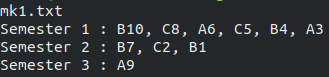 mk1.txt
Semester 1 : B10, C8, A6, C5, B4, A3
Semester 2 : B7, C2, B1
Semester 3 : A9